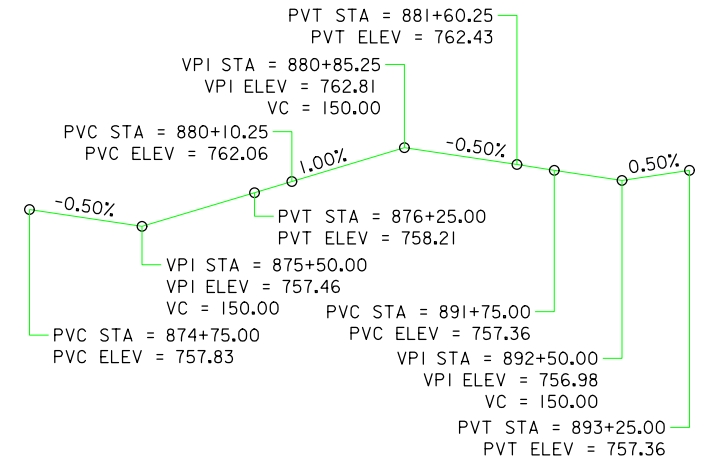 PVT STA = 881+60.25
PVT ELEV = 762.43
VPI STA = 880+85.25
VPI ELEV = 762.81
VC = 150.00
PVC STA = 880+10.25
PVC ELEV = 762.06
-0.50%
1.00%
-0.50%
0.50%
PVT STA = 876+25.00
PVT ELEV = 758.21
VPI STA = 875+50.00
VPI ELEV = 757.46
VC = 150.00
PVC STA = 874+75.00
PVC ELEV = 757.83
PVC STA = 891+75.00
PVC ELEV = 757.36
VPI STA = 892+50.00
VPI ELEV = 756.98
VC = 150.00
PVT STA = 893+25.00
PVT ELEV = 757.36